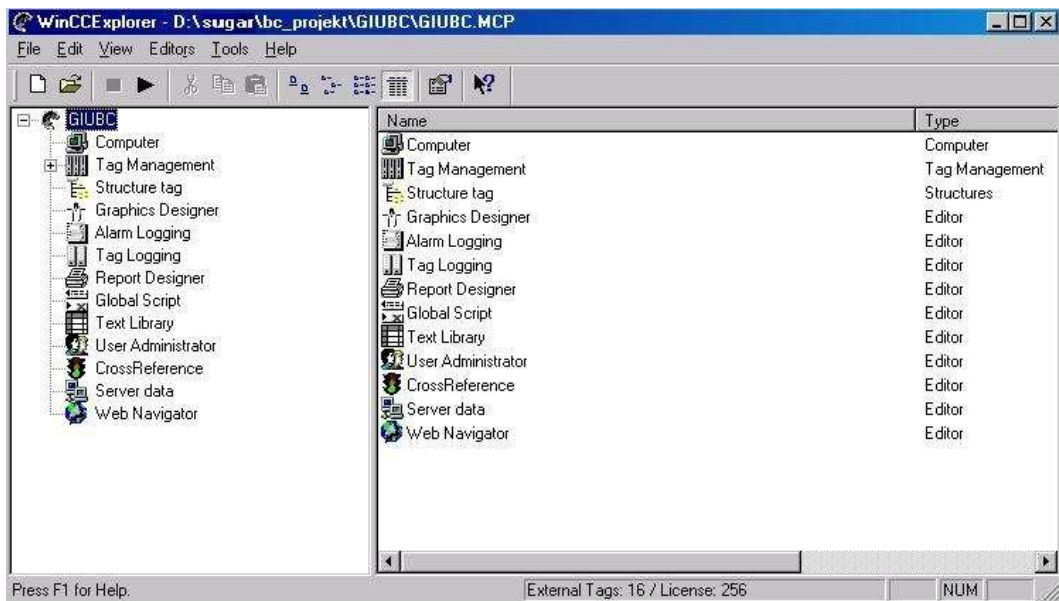 WinCCExplorer - D:\sugar\bc_projekt\GIUBC\GIUBC.MCP
File Edit View Editors Tools Help
GIUBC
Computer
Tag Management
Structure tag
Graphics Designer
Alarm Logging
Tag Logging
Report Designer
Global Script
Text Library
User Administrator
CrossReference
Server data
Web Navigator
Name Type
Computer Computer
Tag Management Tag Management
Structure tag Structures
Graphics Designer Editor
Alarm Logging Editor
Tag Logging Editor
Report Designer Editor
Global Script Editor
Text Library Editor
User Administrator Editor
CrossReference Editor
Server data Editor
Web Navigator Editor
Press F1 for Help. External Tags: 16 / License: 256 NUM